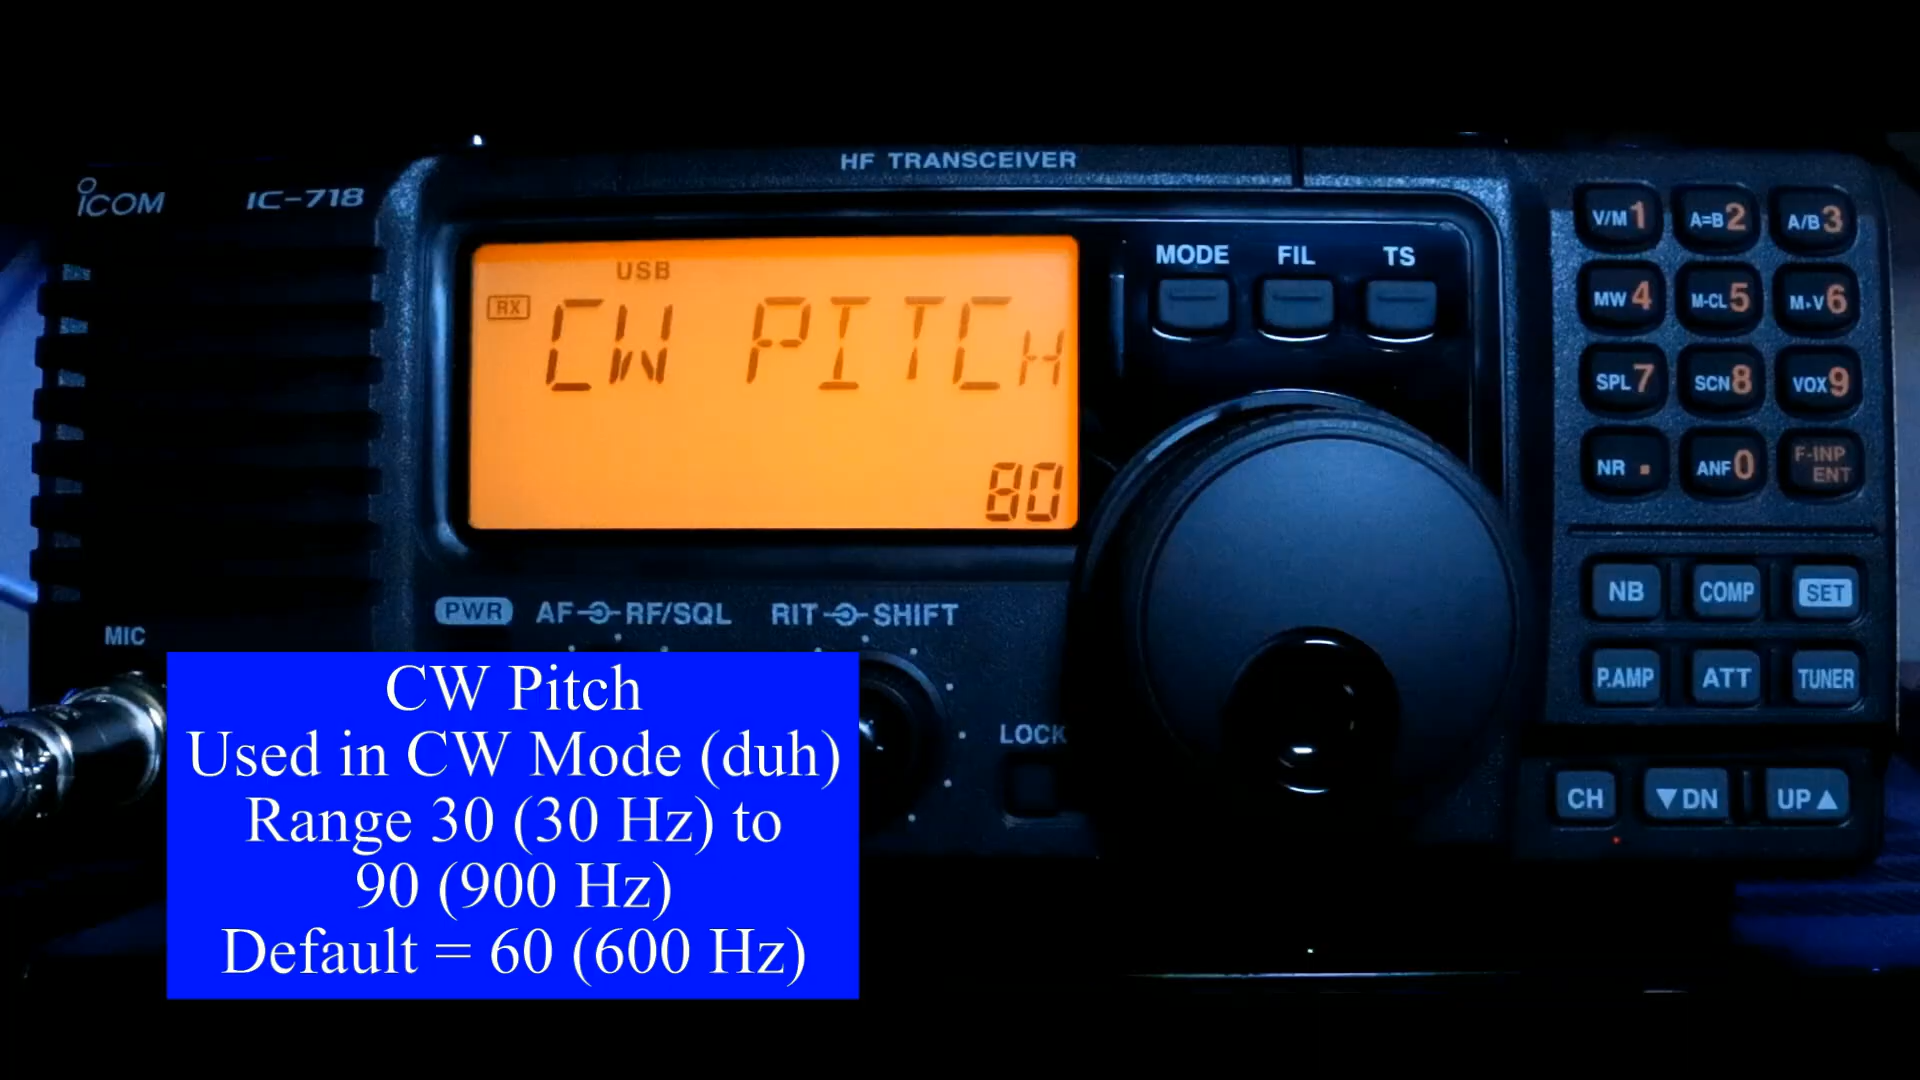 HF TRANSCEIVER
ICOM IC-718
USB
RX
CW PITCH
60
MODE FIL TS
V/M 1 A=B 2 A/B 3
MW 4 M-CL 5 M▸V 6
SPL 7 SCN 8 VOX 9
NR . ANF 0 F-INP ENT
NB COMP SET
P.AMP ATT TUNER
CH ▼DN UP▲
PWR AF RF/SQL RIT SHIFT
MIC
LOCK
CW Pitch
Used in CW Mode (duh)
Range 30 (30 Hz) to
90 (900 Hz)
Default = 60 (600 Hz)